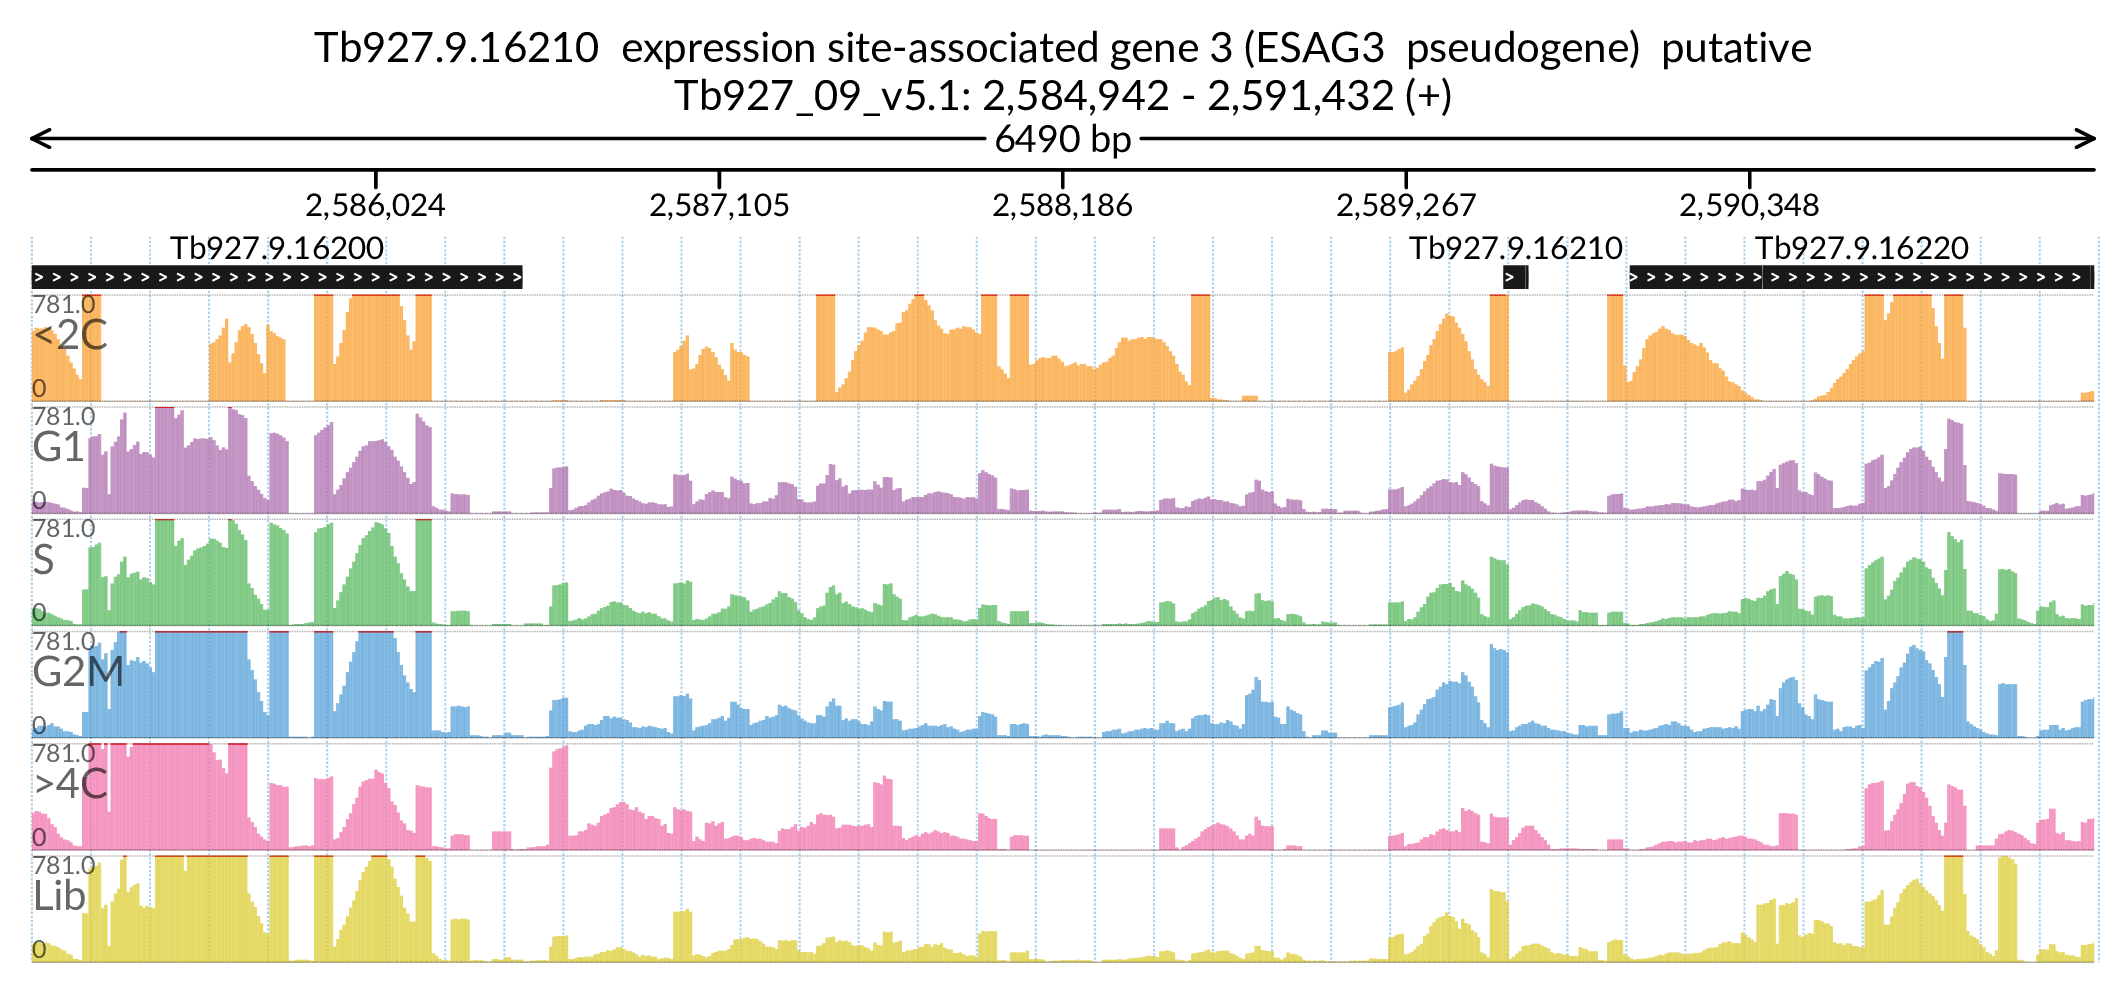 Tb927.9.16210 expression site-associated gene 3 (ESAG3 pseudogene) putative
Tb927_09_v5.1: 2,584,942 - 2,591,432 (+)
6490 bp
2,586,024 2,587,105 2,588,186 2,589,267 2,590,348
Tb927.9.16200 Tb927.9.16210 Tb927.9.16220
781.0
<2C
0
781.0
G1
0
781.0
S
0
781.0
G2M
0
781.0
>4C
0
781.0
Lib
0